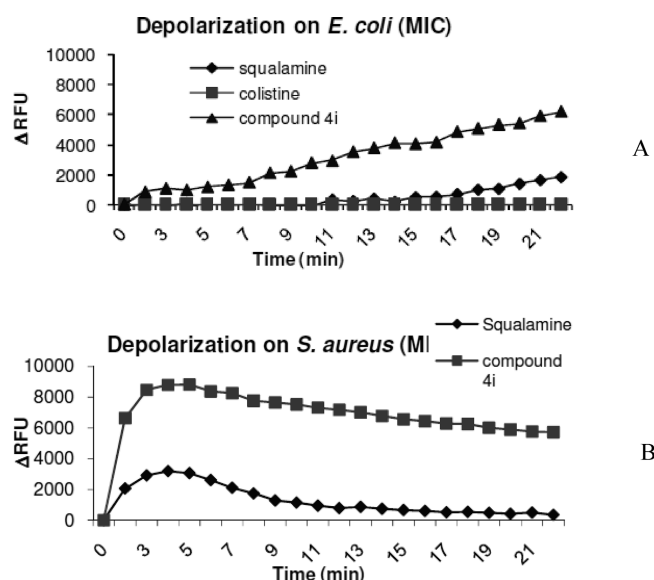 Depolarization on E. coli (MIC)
10000
8000
6000
4000
2000
0
ΔRFU
squalamine
colistine
compound 4i
0 3 5 7 9 11 13 15 17 19 21
Time (min)
A
Depolarization on S. aureus (MI
Squalamine
compound
4i
10000
8000
6000
4000
2000
0
ΔRFU
0 3 5 7 9 11 13 15 17 19 21
Time (min)
B